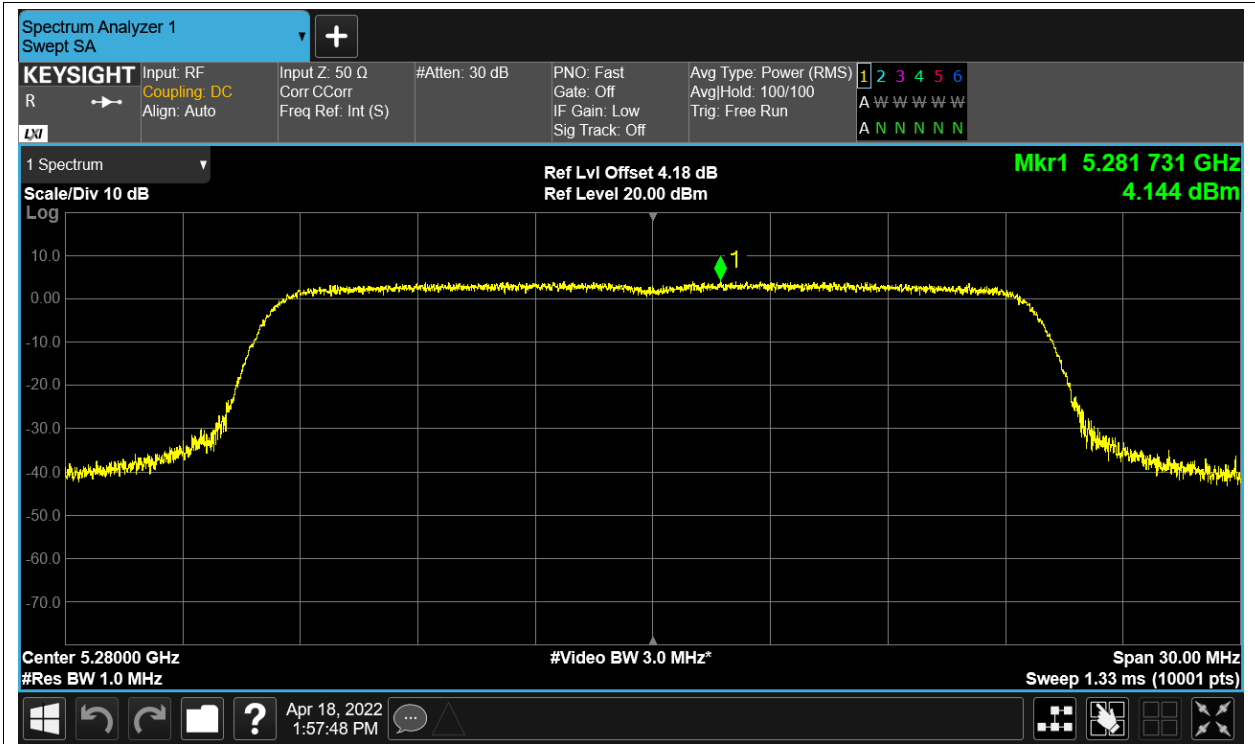 Spectrum Analyzer 1
Swept SA
KEYSIGHT
R
LXI
Input: RF
Coupling: DC
Align: Auto
Input Z: 50 Ω
Corr CCorr
Freq Ref: Int (S)
#Atten: 30 dB
PNO: Fast
Gate: Off
IF Gain: Low
Sig Track: Off
Avg Type: Power (RMS)
Avg|Hold: 100/100
Trig: Free Run
1 2 3 4 5 6
A W W W W W
A N N N N N
1 Spectrum
Scale/Div 10 dB
Log
Ref Lvl Offset 4.18 dB
Ref Level 20.00 dBm
Mkr1 5.281 731 GHz
4.144 dBm
1
10.0
0.00
-10.0
-20.0
-30.0
-40.0
-50.0
-60.0
-70.0
Center 5.28000 GHz
#Res BW 1.0 MHz
#Video BW 3.0 MHz*
Span 30.00 MHz
Sweep 1.33 ms (10001 pts)
?
Apr 18, 2022
1:57:48 PM